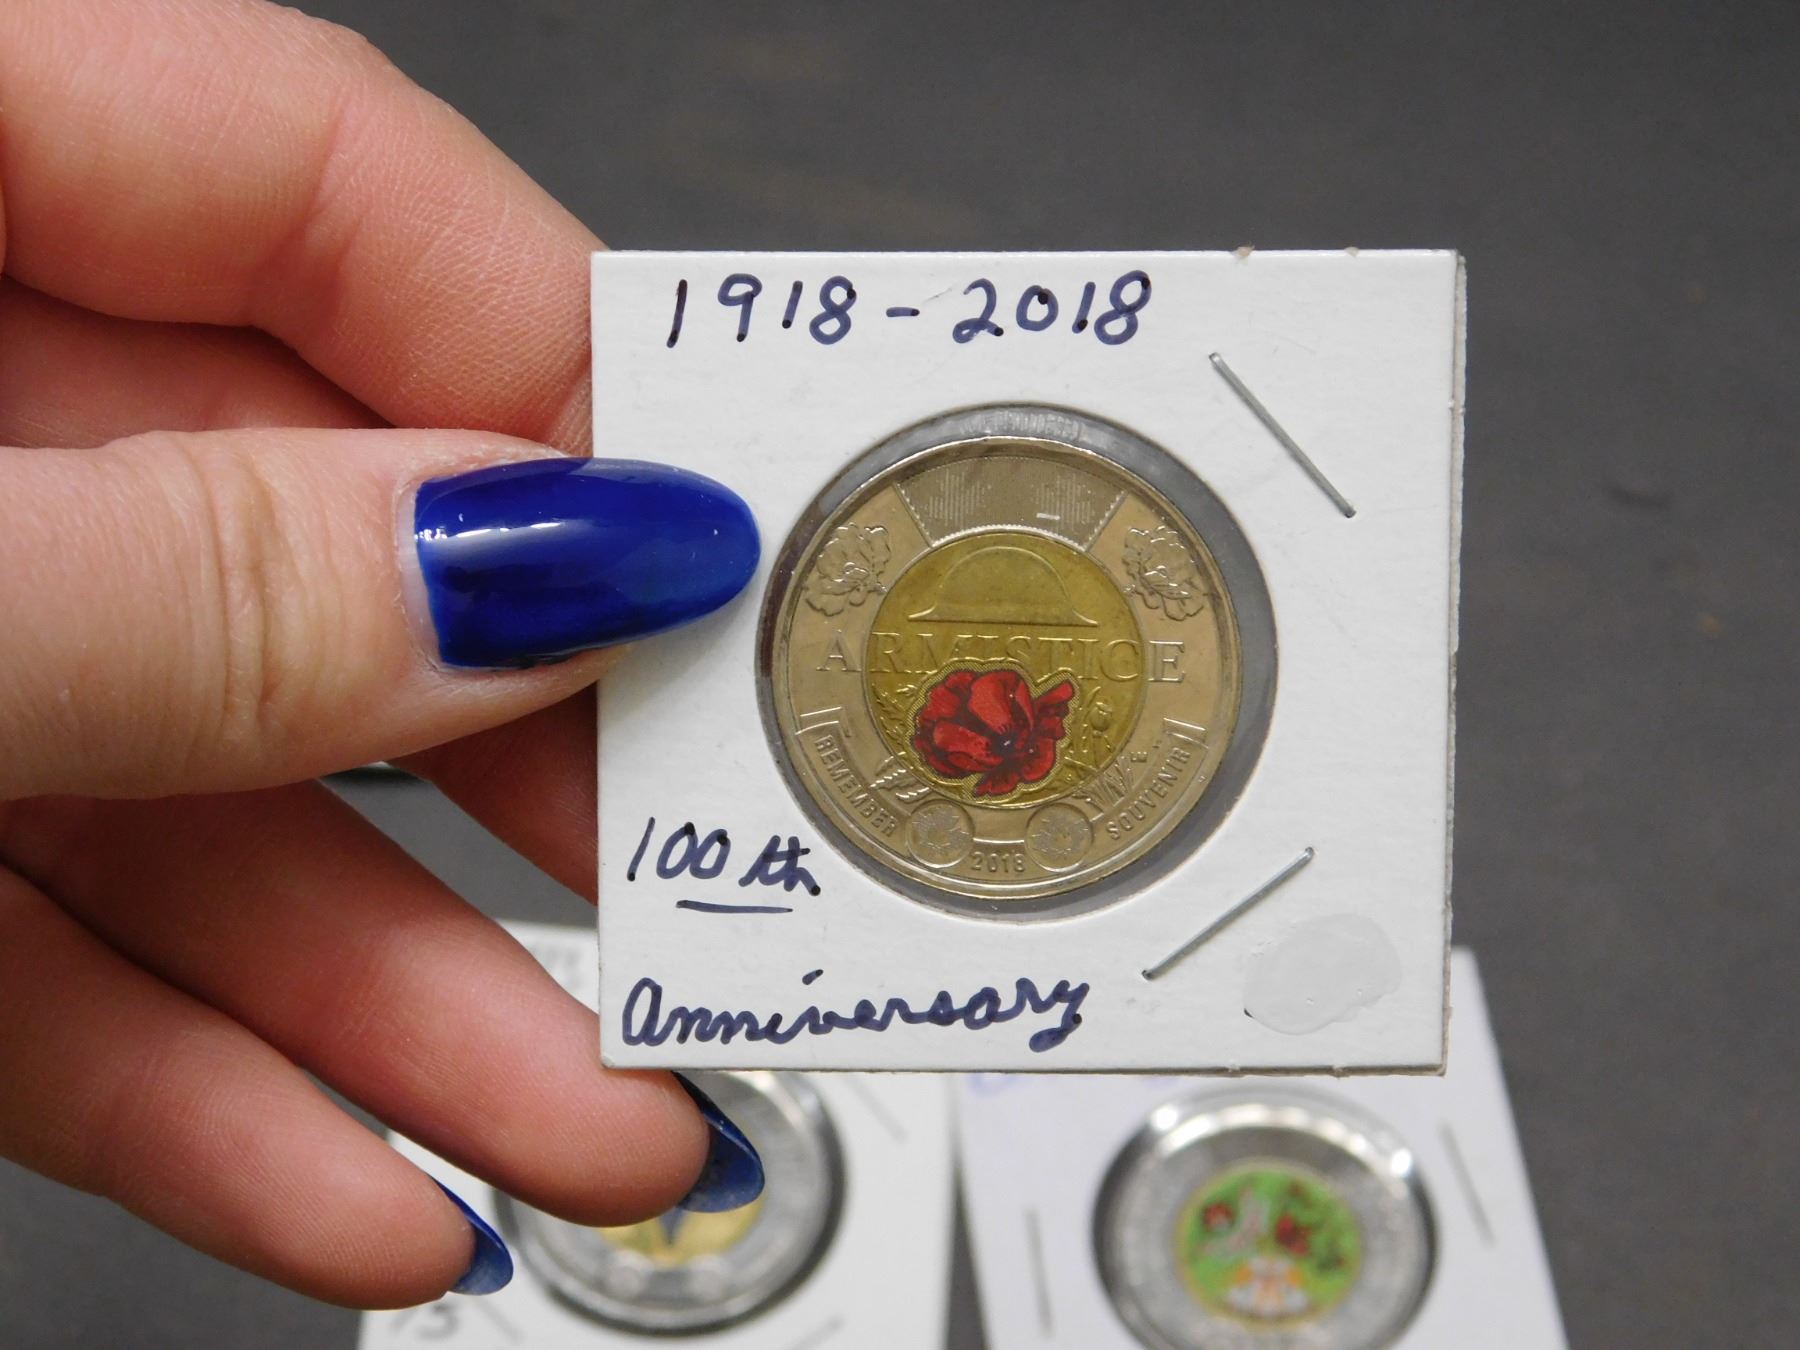 1918-2018
ARMISTICE
REMEMBER
SOUVENIR
2018
100th
Anniversary